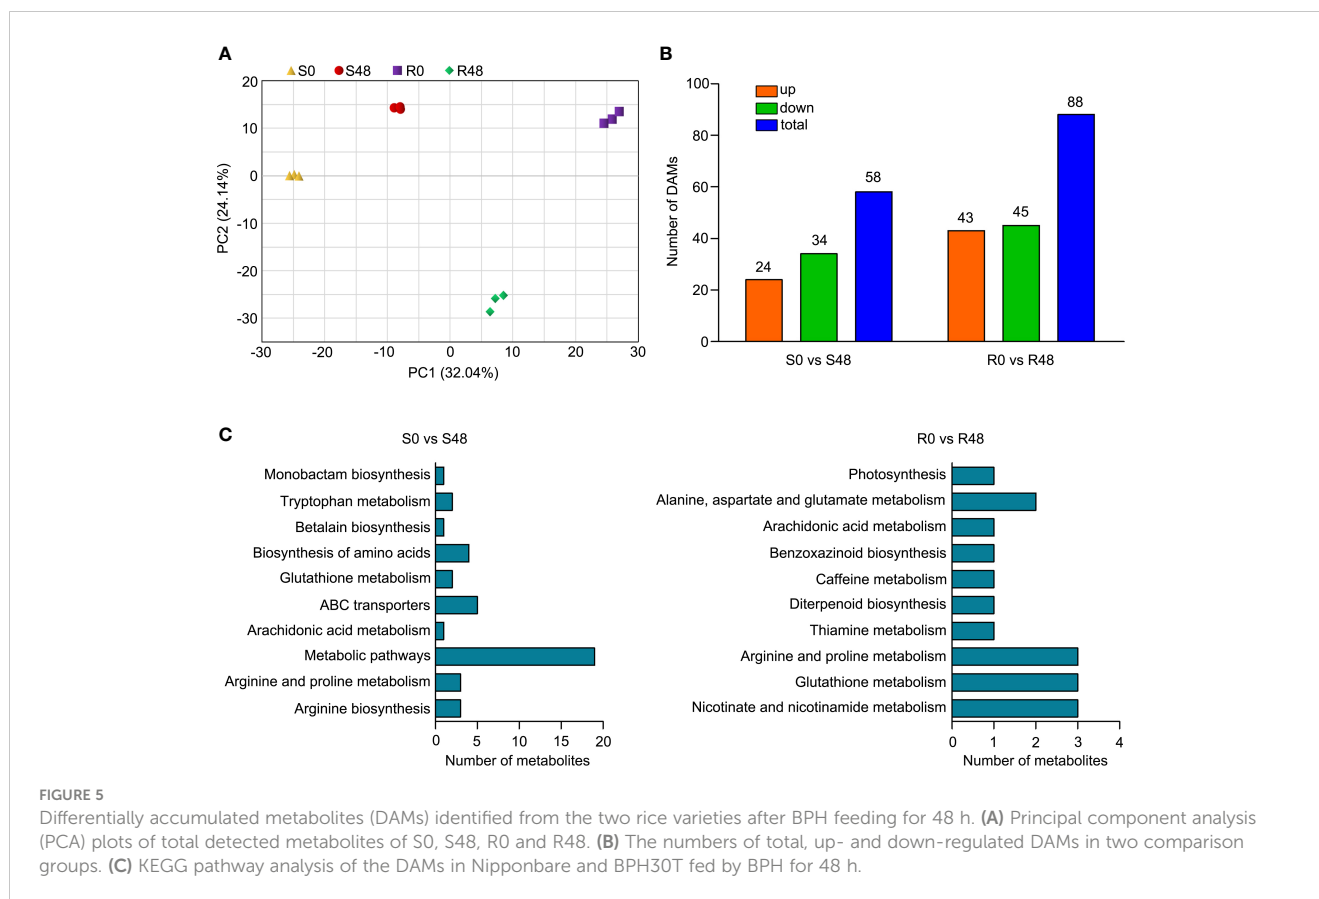 A
S0 S48 R0 R48
20
10
0
-10
-20
-30
PC2 (24.14%)
-30 -20 -10 0 10 20 30
PC1 (32.04%)
B
up
down
total
100
80
60
40
20
0
Number of DAMs
24 34 58 43 45 88
S0 vs S48 R0 vs R48
C
S0 vs S48
Monobactam biosynthesis
Tryptophan metabolism
Betalain biosynthesis
Biosynthesis of amino acids
Glutathione metabolism
ABC transporters
Arachidonic acid metabolism
Metabolic pathways
Arginine and proline metabolism
Arginine biosynthesis
0 5 10 15 20
Number of metabolites
R0 vs R48
Photosynthesis
Alanine, aspartate and glutamate metabolism
Arachidonic acid metabolism
Benzoxazinoid biosynthesis
Caffeine metabolism
Diterpenoid biosynthesis
Thiamine metabolism
Arginine and proline metabolism
Glutathione metabolism
Nicotinate and nicotinamide metabolism
0 1 2 3 4
Number of metabolites
FIGURE 5
Differentially accumulated metabolites (DAMs) identified from the two rice varieties after BPH feeding for 48 h. (A) Principal component analysis
(PCA) plots of total detected metabolites of S0, S48, R0 and R48. (B) The numbers of total, up- and down-regulated DAMs in two comparison
groups. (C) KEGG pathway analysis of the DAMs in Nipponbare and BPH30T fed by BPH for 48 h.